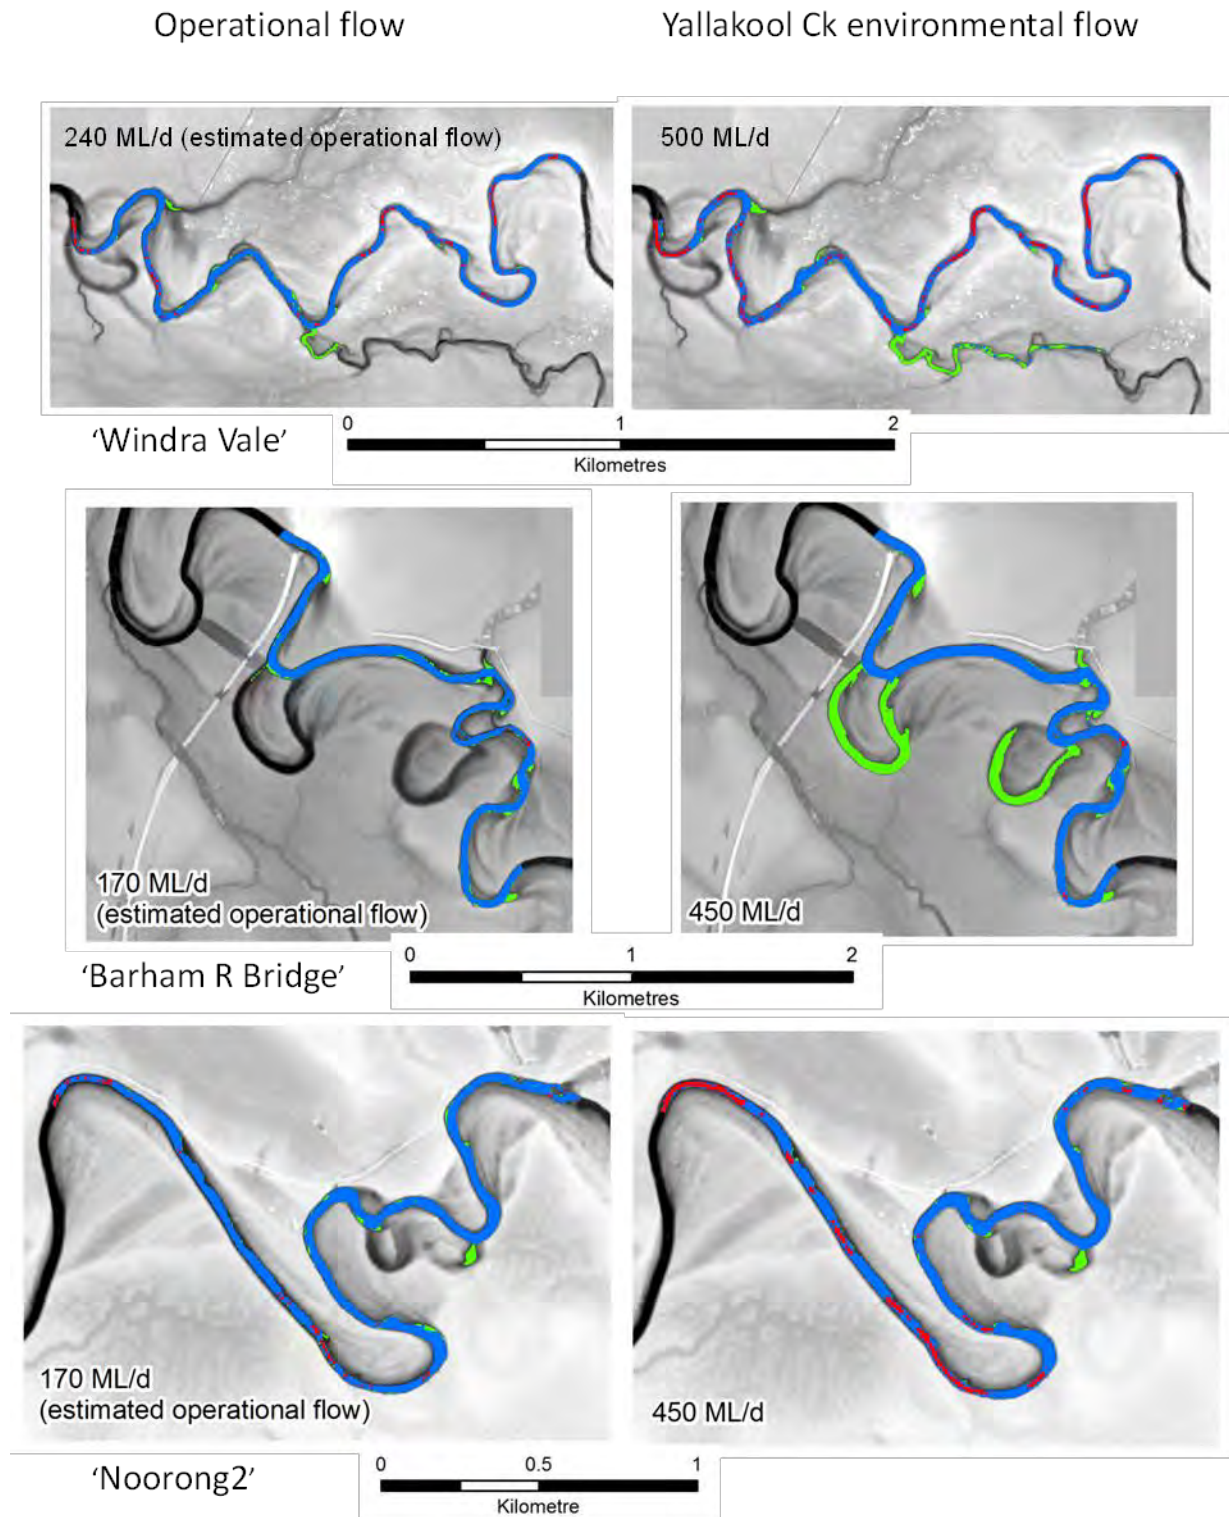 Operational flow
Yallakool Ck environmental flow
240 ML/d (estimated operational flow)
500 ML/d
'Windra Vale'
0 1 2
Kilometres
170 ML/d
(estimated operational flow)
450 ML/d
'Barham R Bridge'
0 1 2
Kilometres
170 ML/d
(estimated operational flow)
450 ML/d
'Noorong2'
0 0.5 1
Kilometre